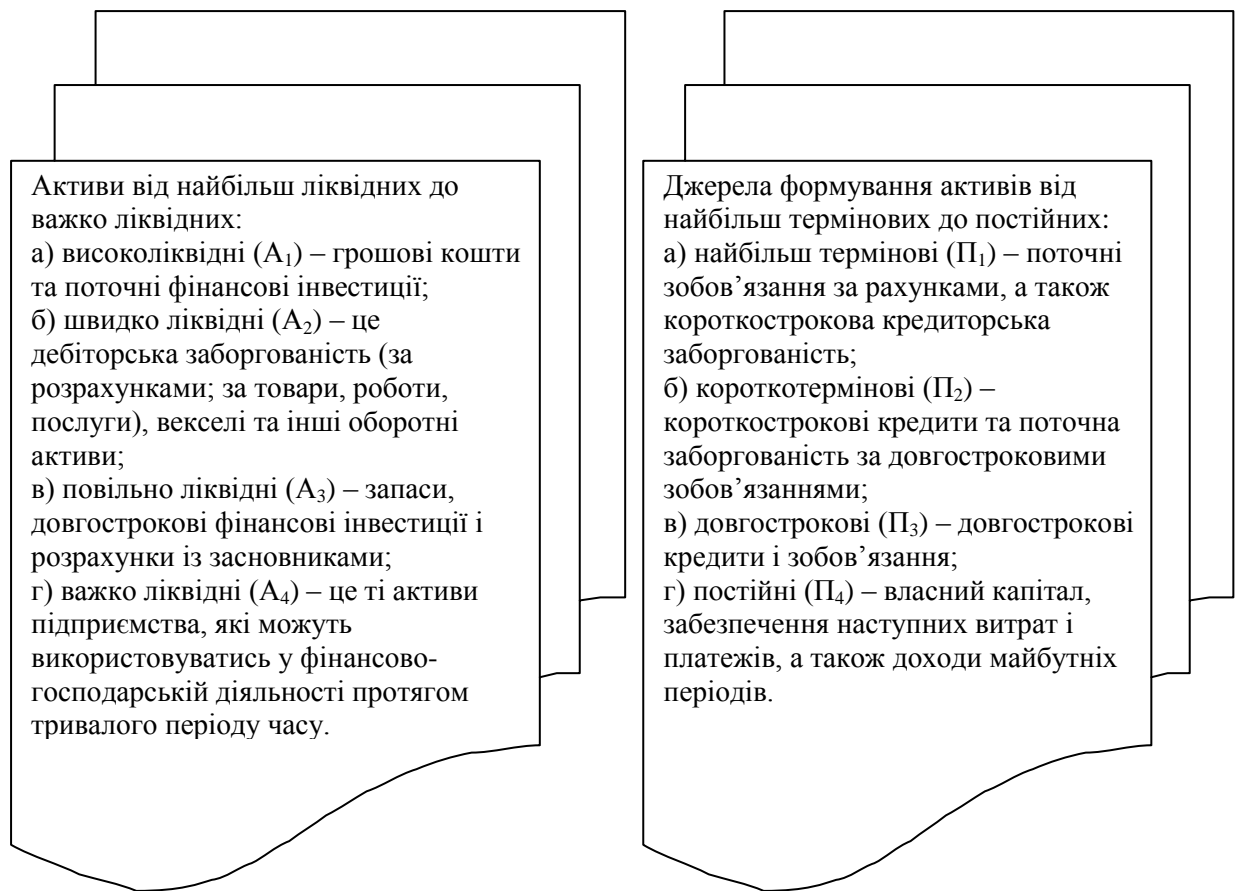 Активи від найбільш ліквідних до
важко ліквідних:
а) високоліквідні (А₁) – грошові кошти
та поточні фінансові інвестиції;
б) швидко ліквідні (А₂) – це
дебіторська заборгованість (за
розрахунками; за товари, роботи,
послуги), векселі та інші оборотні
активи;
в) повільно ліквідні (А₃) – запаси,
довгострокові фінансові інвестиції і
розрахунки із засновниками;
г) важко ліквідні (А₄) – це ті активи
підприємства, які можуть
використовуватись у фінансово-
господарській діяльності протягом
тривалого періоду часу.
Джерела формування активів від
найбільш термінових до постійних:
а) найбільш термінові (П₁) – поточні
зобов’язання за рахунками, а також
короткострокова кредиторська
заборгованість;
б) короткотермінові (П₂) –
короткострокові кредити та поточна
заборгованість за довгостроковими
зобов’язаннями;
в) довгострокові (П₃) – довгострокові
кредити і зобов’язання;
г) постійні (П₄) – власний капітал,
забезпечення наступних витрат і
платежів, а також доходи майбутніх
періодів.